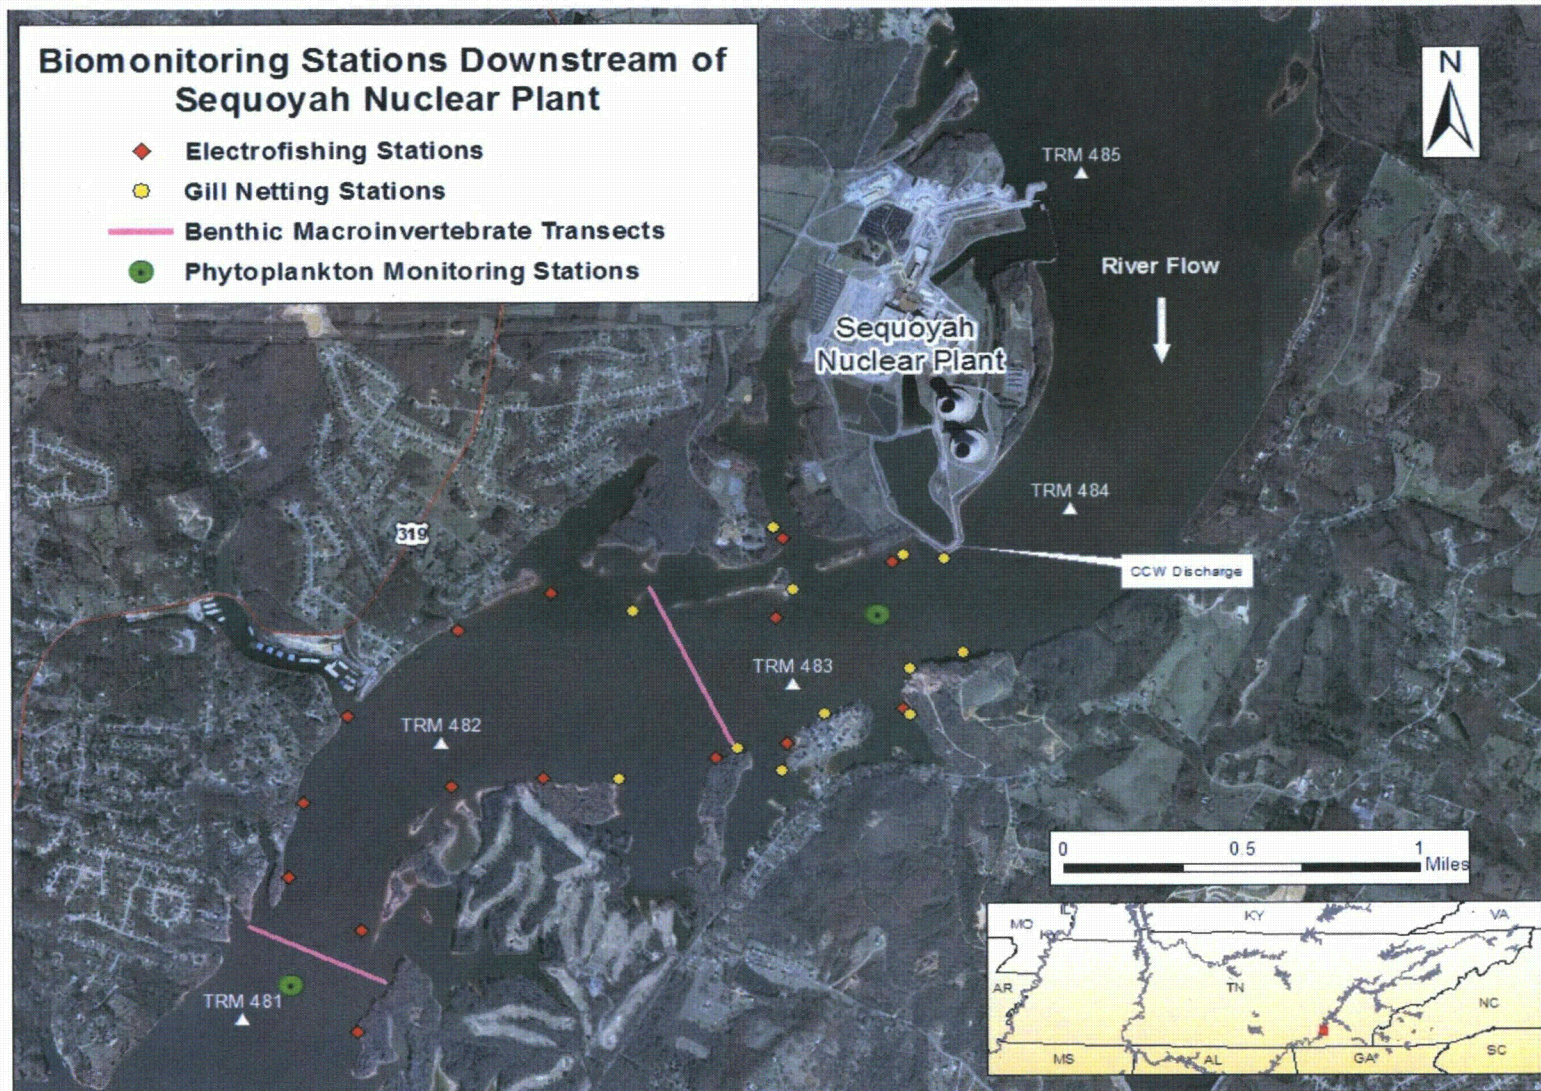 Biomonitoring Stations Downstream of
Sequoyah Nuclear Plant
Electrofishing Stations
Gill Netting Stations
Benthic Macroinvertebrate Transects
Phytoplankton Monitoring Stations
N
TRM 485
River Flow
Sequoyah
Nuclear Plant
TRM 484
319
CCW Discharge
TRM 483
TRM 482
TRM 481
0 0.5 1
Miles
MO
KY
VA
AR
TN
NC
MS
AL
GA
SC